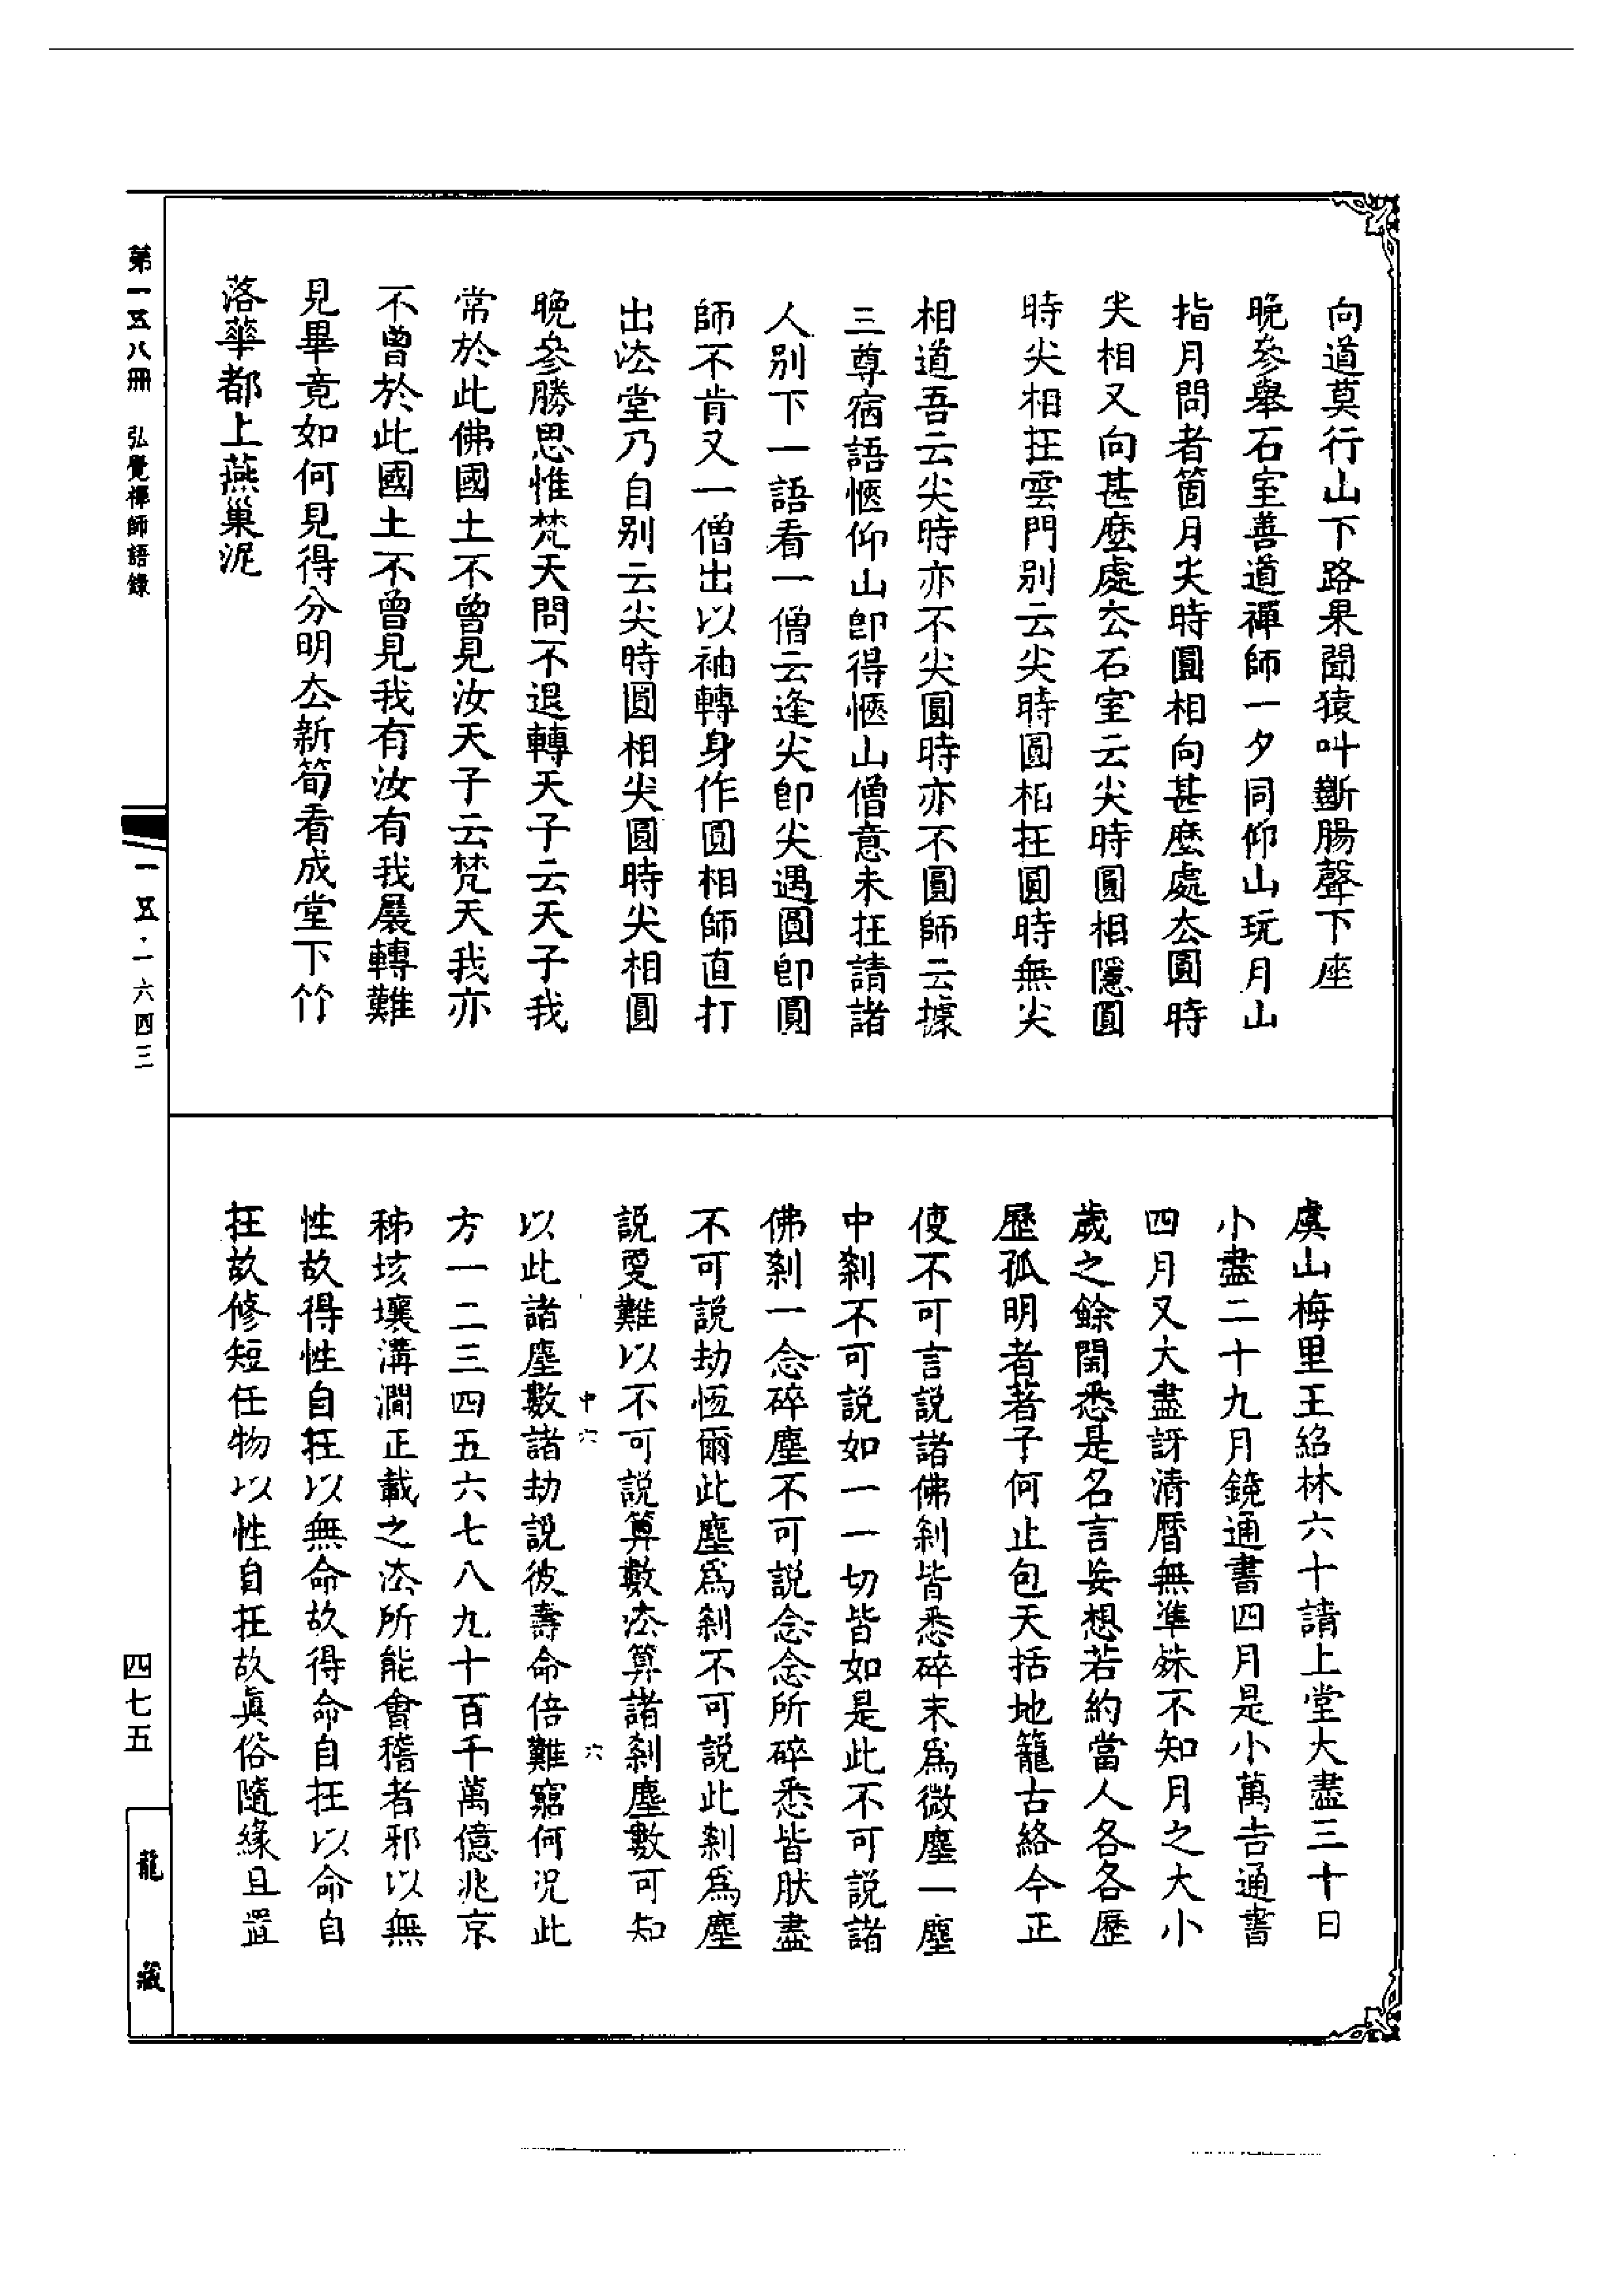 向道莫行山下路果聞猿叫斷腸聲下座
晚參舉石室善道禪師一夕同仰山玩月山
指月問者箇月尖時圓相向甚麼處厺圓時
尖相又向甚麼處厺石室云尖時圓相隱圓
時尖相在雲門別云尖時圓相在圓時無尖
相道吾云尖時亦不尖圓時亦不圓師云據
三尊宿語愜仰山卽得愜山僧意未在請諸
人別下一語看一僧云逢尖卽尖遇圓卽圓
師不肯又一僧出以袖轉身作圓相師直打
出法堂乃自別云尖時圓相尖圓時尖相圓
晚參勝思惟梵天問不退轉天子云天子我
常於此佛國土不曾見汝天子云梵天我亦
不曾於此國土不曾見我有汝有我展轉難
見畢竟如何見得分明厺新筍看成堂下竹
落華都上燕巢泥
虞山梅里王紹林六十請上堂大盡三十日
小盡二十九月鏡通書四月是小萬吉通書
四月又大盡訝清曆無準殊不知月之大小
歲之餘閏悉是名言妄想若約當人各各歷
歷孤明者著子何止包天括地籠古絡今正
使不可言說諸佛剎皆悉碎末爲微塵一塵
中剎不可說如一一切皆如是此不可說諸
佛剎一念碎塵不可說念念所碎悉皆肰盡
不可說劫恆爾此塵爲剎不可說此剎爲塵
說更難以不可說算數法算諸剎塵數可知
以此諸塵數諸劫說彼壽命倍難窮何況此
方一二三四五六七八九十百千萬億兆京
秭垓壤溝澗正載之法所能會稽者邪以無
性故得性自在以無命故得命自在以命自
在故修短任物以性自在故眞俗隨緣且置
中六
六
第一五八冊 弘覺禪師語錄
一五·一六四三
四七五
龍藏